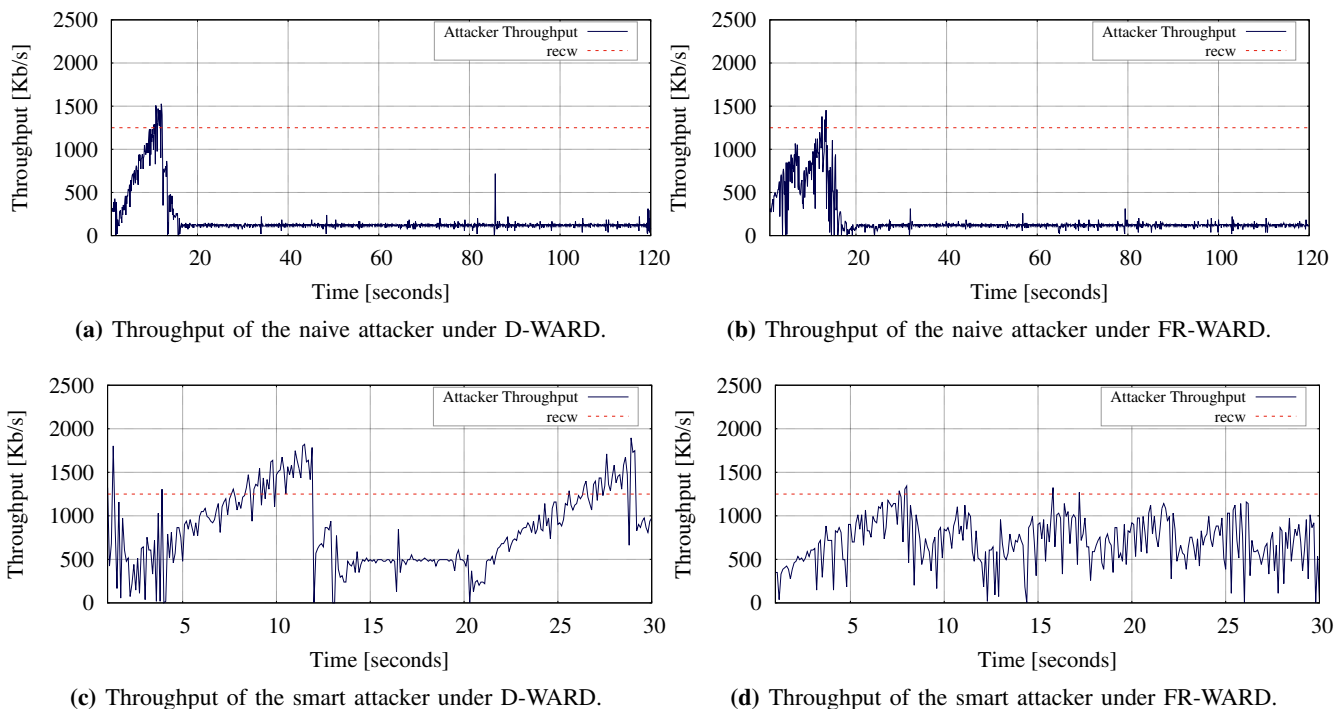 2500
2000
1500
1000
500
0
Throughput [Kb/s]
Attacker Throughput
recw
20 40 60 80 100 120
Time [seconds]
(a) Throughput of the naive attacker under D-WARD.
2500
2000
1500
1000
500
0
Throughput [Kb/s]
Attacker Throughput
recw
20 40 60 80 100 120
Time [seconds]
(b) Throughput of the naive attacker under FR-WARD.
2500
2000
1500
1000
500
0
Throughput [Kb/s]
Attacker Throughput
recw
5 10 15 20 25 30
Time [seconds]
(c) Throughput of the smart attacker under D-WARD.
2500
2000
1500
1000
500
0
Throughput [Kb/s]
Attacker Throughput
recw
5 10 15 20 25 30
Time [seconds]
(d) Throughput of the smart attacker under FR-WARD.